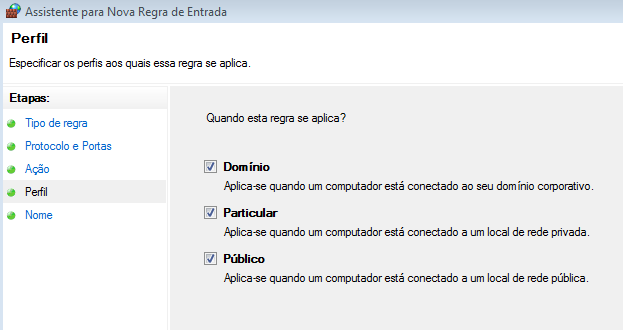 Assistente para Nova Regra de Entrada
Perfil
Especificar os perfis aos quais essa regra se aplica.
Etapas:
Tipo de regra
Protocolo e Portas
Ação
Perfil
Nome
Quando esta regra se aplica?
Domínio
Aplica-se quando um computador está conectado ao seu domínio corporativo.
Particular
Aplica-se quando um computador está conectado a um local de rede privada.
Público
Aplica-se quando um computador está conectado a um local de rede pública.